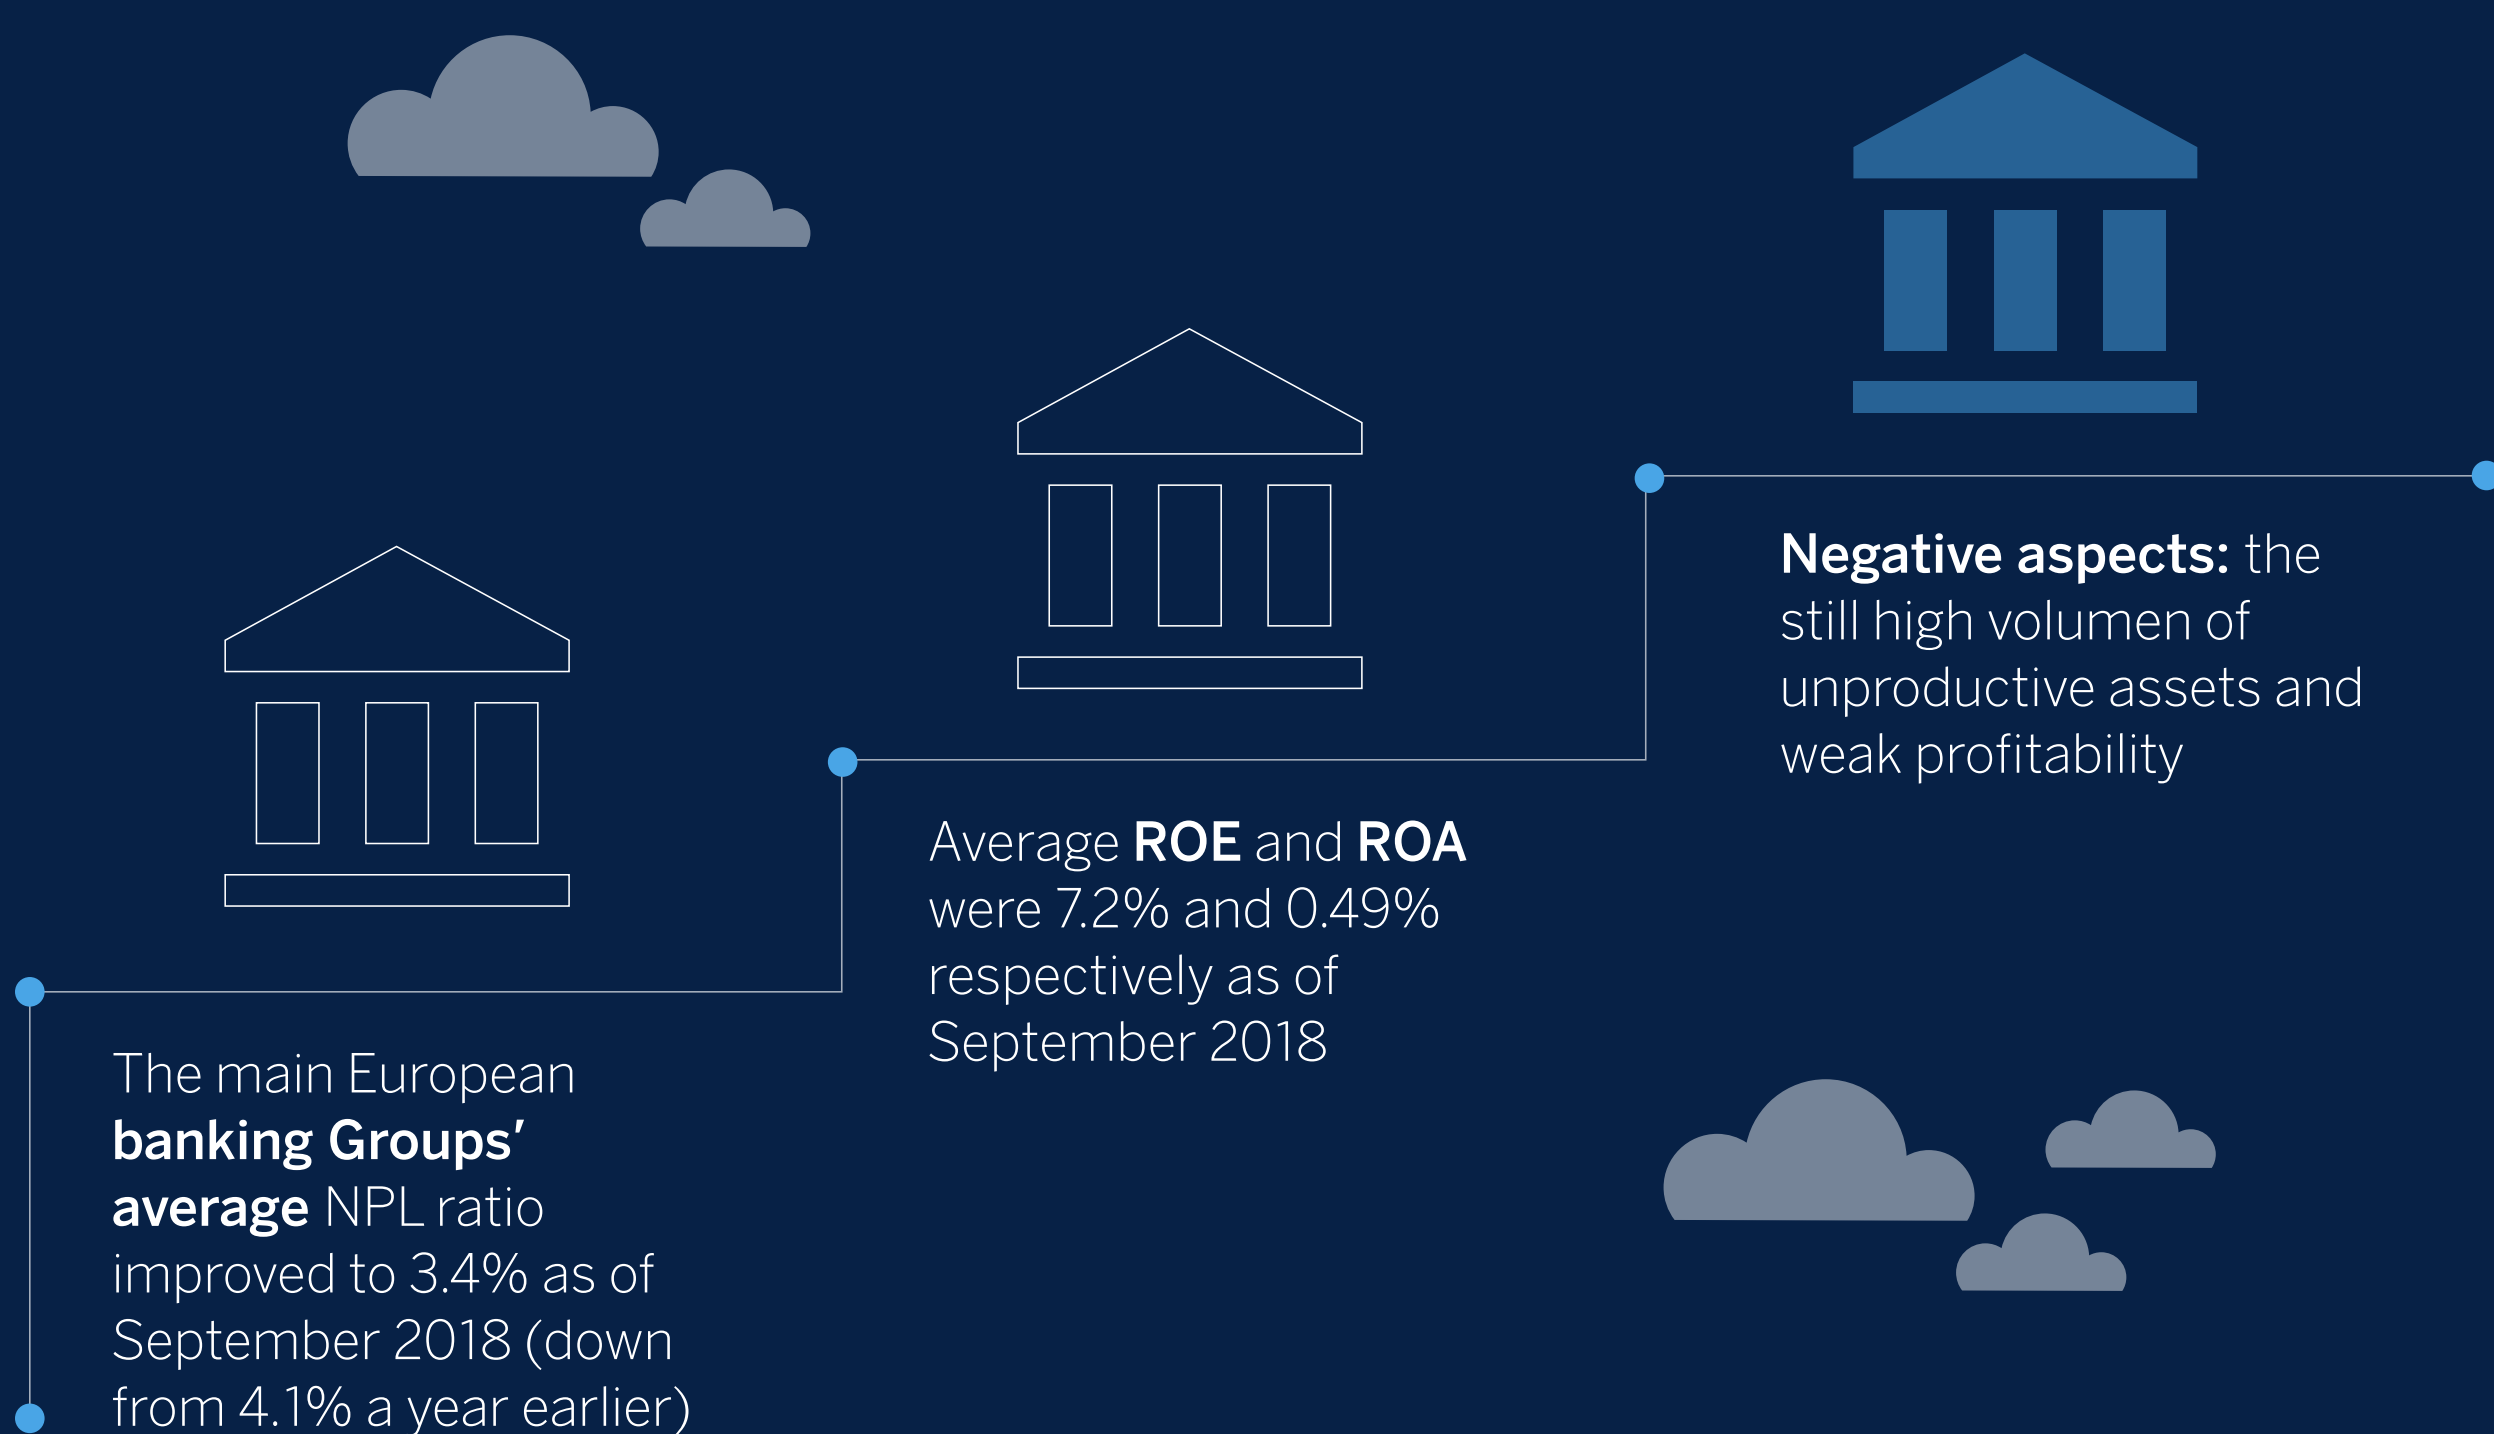 The main European
banking Groups’
average NPL ratio
improved to 3.4% as of
September 2018 (down
from 4.1% a year earlier)
Average ROE and ROA
were 7.2% and 0.49%
respectively as of
September 2018
Negative aspects: the
still high volumen of
unproductive assets and
weak profitability